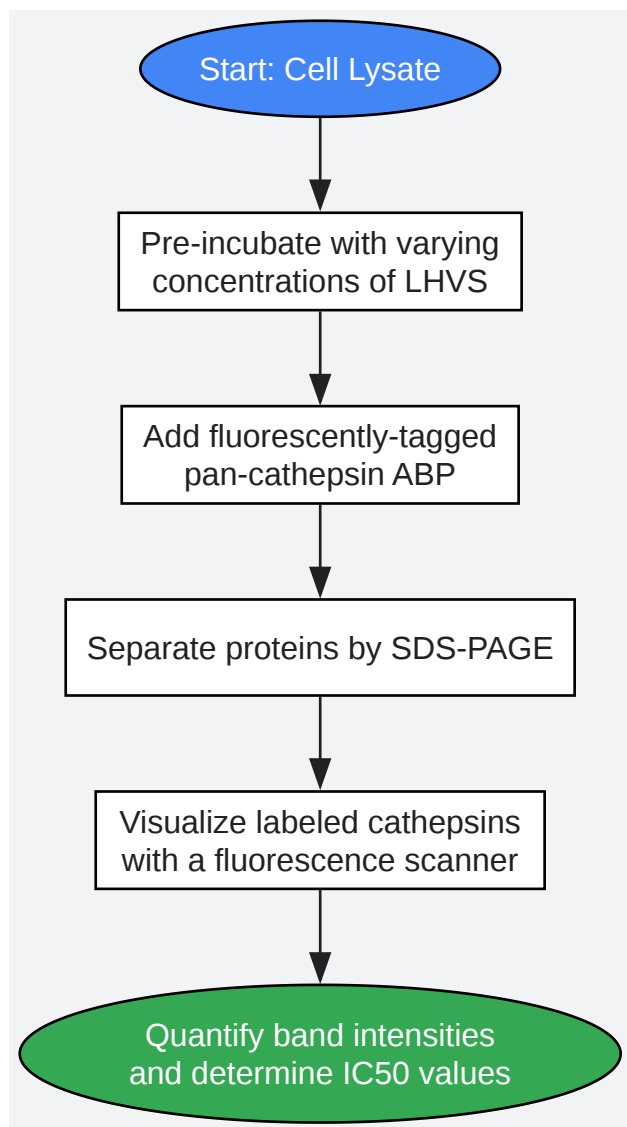 Start: Cell Lysate
Pre-incubate with varying
concentrations of LHVS
Add fluorescently-tagged
pan-cathepsin ABP
Separate proteins by SDS-PAGE
Visualize labeled cathepsins
with a fluorescence scanner
Quantify band intensities
and determine IC50 values